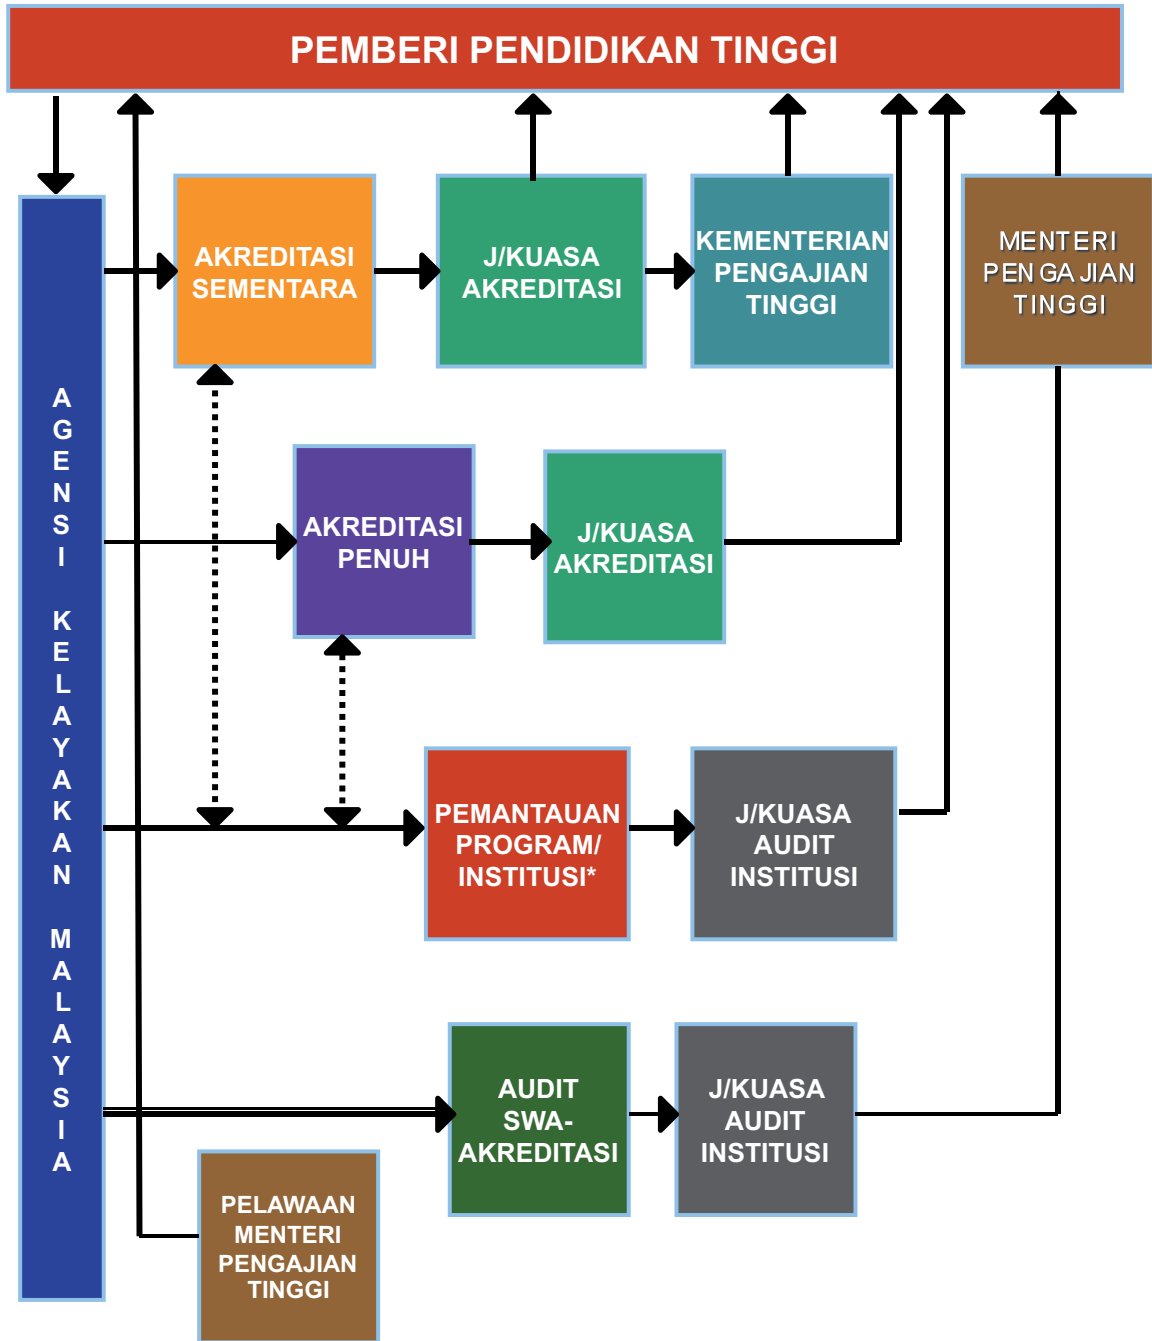 PEMBERI PENDIDIKAN TINGGI
AKREDITASI
SEMENTARA
J/KUASA
AKREDITASI
KEMENTERIAN
PENGAJIAN
TINGGI
MENTERI
PENGAJIAN
TINGGI
AGENSI KELAYAKAN MALAYSIA
AKREDITASI
PENUH
J/KUASA
AKREDITASI
PEMANTAUAN
PROGRAM/
INSTITUSI*
J/KUASA
AUDIT
INSTITUSI
AUDIT
SWA-
AKREDITASI
J/KUASA
AUDIT
INSTITUSI
PELAWAAN
MENTERI
PENGAJIAN
TINGGI